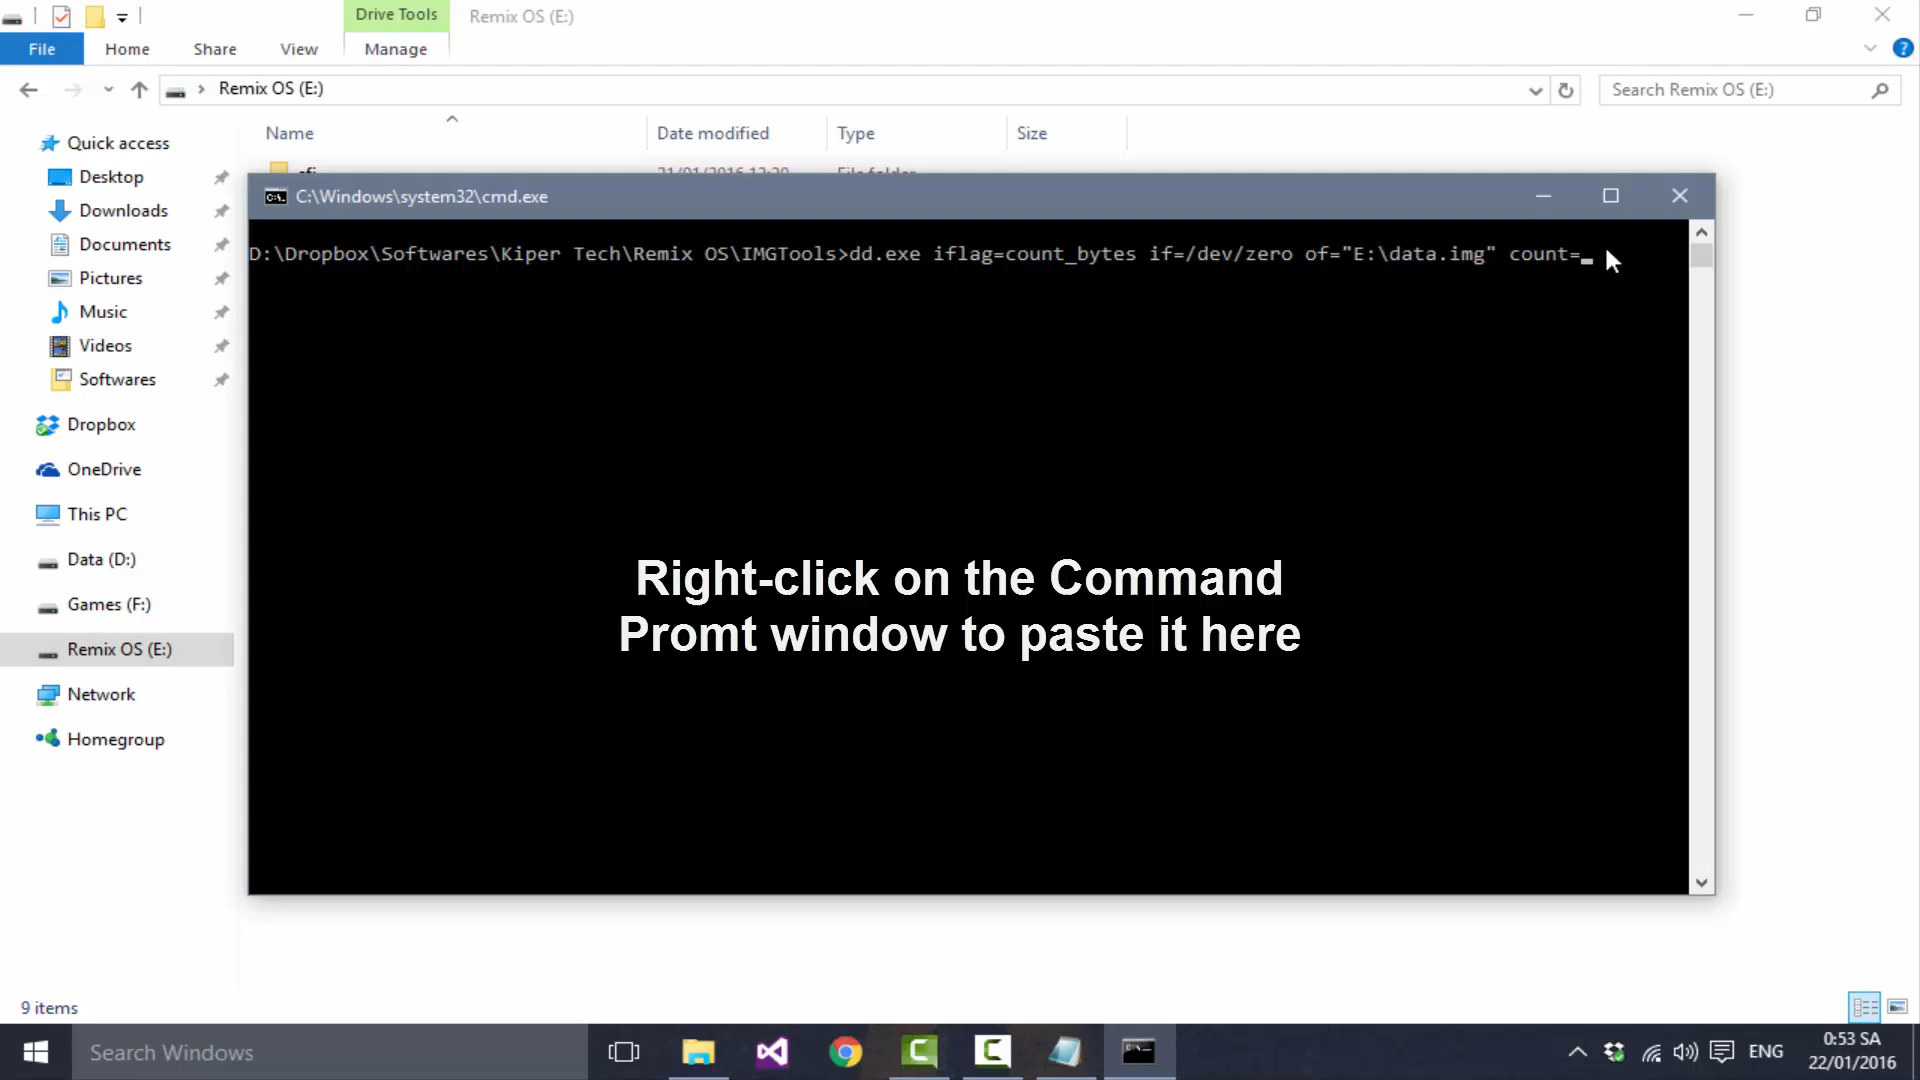 Drive Tools
Remix OS (E:)
File
Home
Share
View
Manage
Remix OS (E:)
Search Remix OS (E:)
Name
Date modified
Type
Size
Quick access
Desktop
Downloads
Documents
Pictures
Music
Videos
Softwares
Dropbox
OneDrive
This PC
Data (D:)
Games (F:)
Remix OS (E:)
Network
Homegroup
C:\Windows\system32\cmd.exe
D:\Dropbox\Softwares\Kiper Tech\Remix OS\IMGTools>dd.exe iflag=count_bytes if=/dev/zero of="E:\data.img" count=_
Right-click on the Command
Promt window to paste it here
9 items
Search Windows
ENG
0:53 SA
22/01/2016